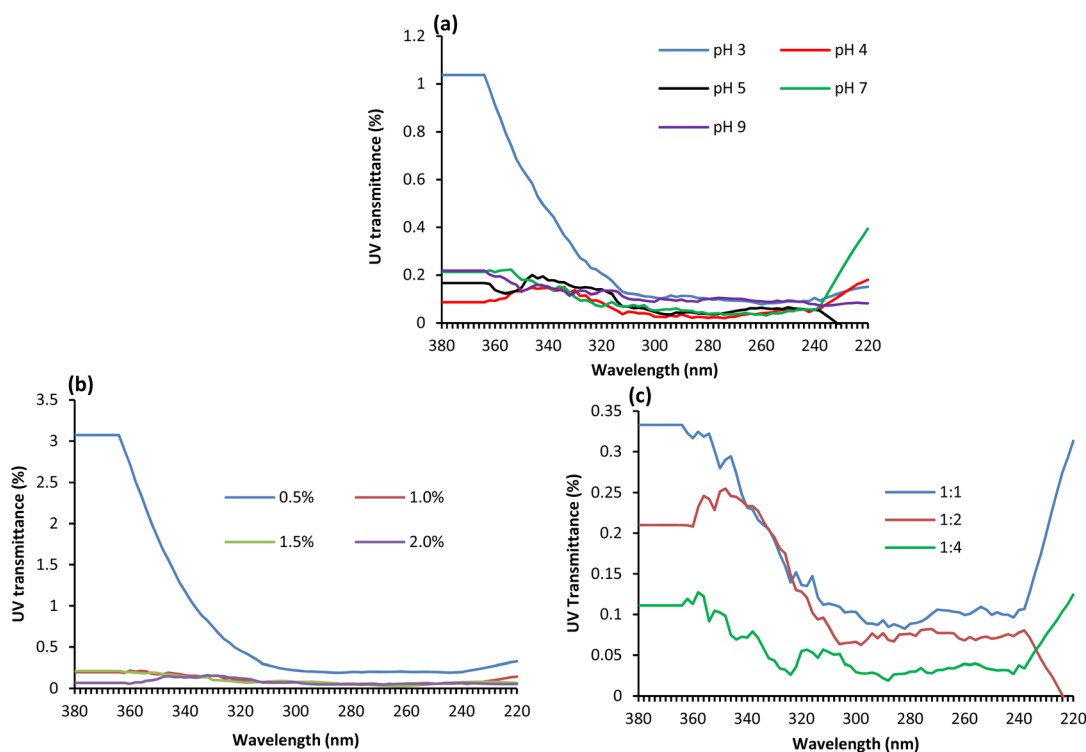 (a)
1.2
1
0.8
0.6
0.4
0.2
0
UV transmittance (%)
pH 3
pH 4
pH 5
pH 7
pH 9
380 360 340 320 300 280 260 240 220
Wavelength (nm)
(b)
3.5
3
2.5
2
1.5
1
0.5
0
UV transmittance (%)
0.5%
1.0%
1.5%
2.0%
380 360 340 320 300 280 260 240 220
Wavelength (nm)
(c)
0.35
0.3
0.25
0.2
0.15
0.1
0.05
0
UV Transmittance (%)
1:1
1:2
1:4
380 360 340 320 300 280 260 240 220
Wavelength (nm)